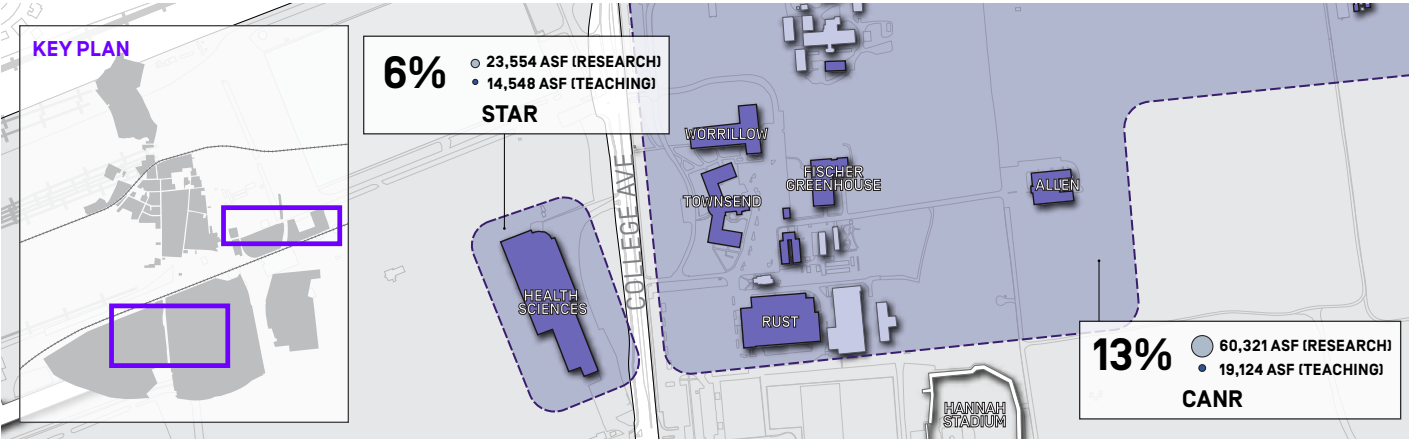 KEY PLAN
6%
23,554 ASF (RESEARCH)
14,548 ASF (TEACHING)
STAR
COLLEGE AVE
WORRILLOW
TOWNSEND
FISCHER
GREENHOUSE
ALLEN
HEALTH
SCIENCES
RUST
13%
60,321 ASF (RESEARCH)
19,124 ASF (TEACHING)
CANR
HANNAH
STADIUM